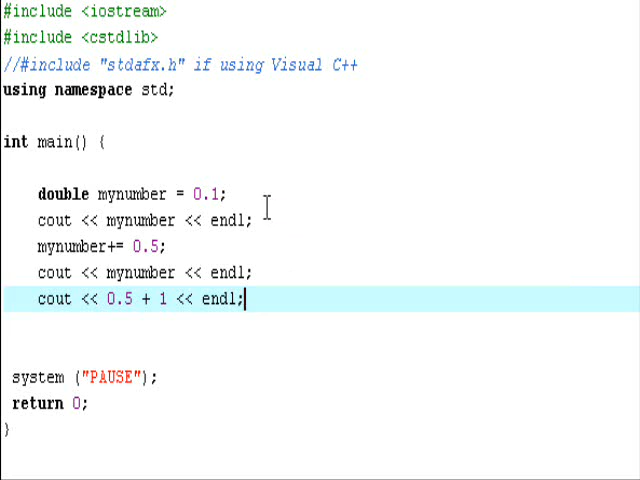 #include <iostream>
#include <cstdlib>
//#include "stdafx.h" if using Visual C++
using namespace std;
int main() {
double mynumber = 0.1;
cout << mynumber << endl;
mynumber+= 0.5;
cout << mynumber << endl;
cout << 0.5 + 1 << endl;
system ("PAUSE");
return 0;
}